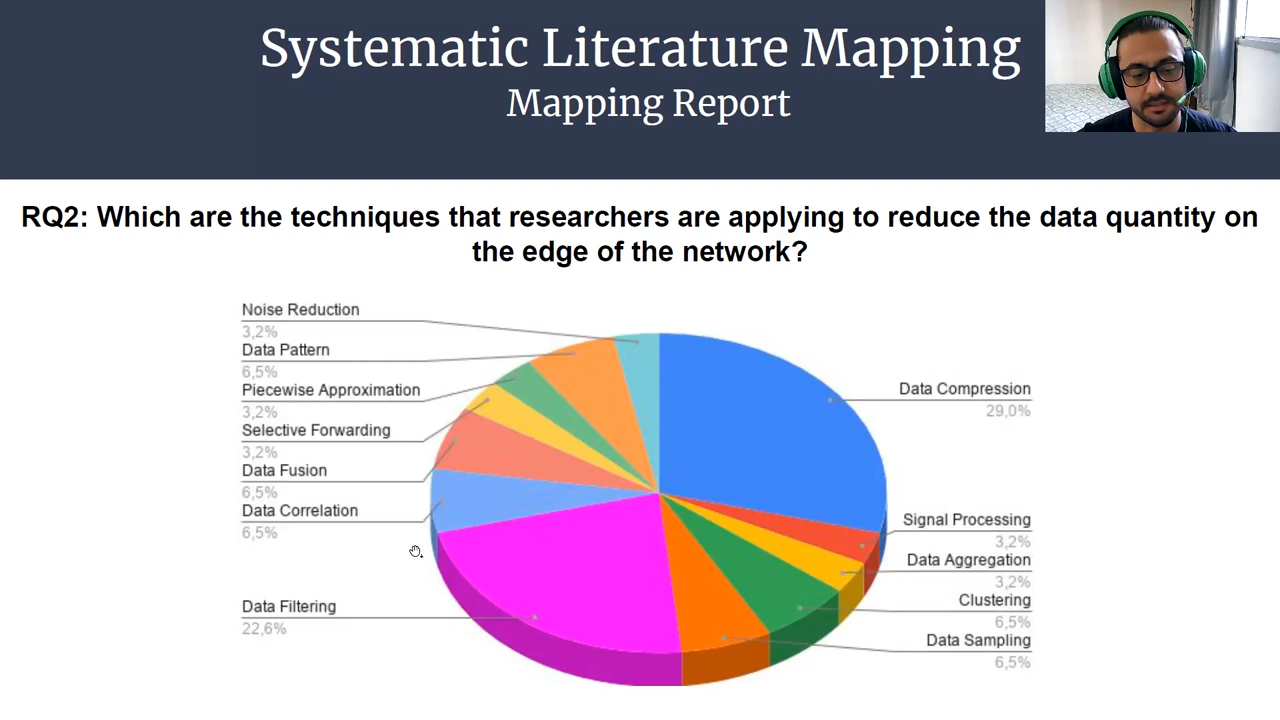 Systematic Literature Mapping
Mapping Report
RQ2: Which are the techniques that researchers are applying to reduce the data quantity on
the edge of the network?
Noise Reduction
3,2%
Data Pattern
6,5%
Piecewise Approximation
3,2%
Selective Forwarding
3,2%
Data Fusion
6,5%
Data Correlation
6,5%
Data Filtering
22,6%
Data Compression
29,0%
Signal Processing
3,2%
Data Aggregation
3,2%
Clustering
6,5%
Data Sampling
6,5%